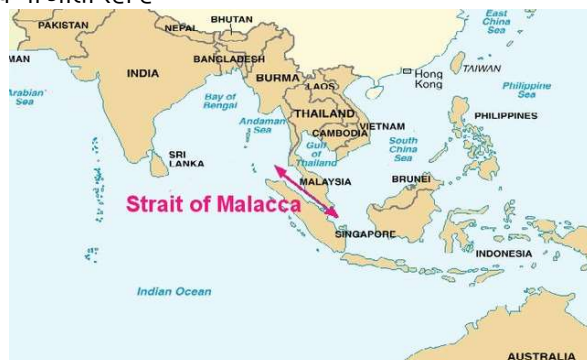 PAKISTAN
NEPAL
BHUTAN
East
China
Sea
MAN
BANGLADESH
INDIA
BURMA
LAOS
Hong
Kong
TAIWAN
Arabian
Sea
Bay of
Bengal
Philippine
Sea
THAILAND
Andaman
Sea
CAMBODIA
VIETNAM
PHILIPPINES
SRI
LANKA
Gulf
of
Thailand
South
China
Sea
MALAYSIA
BRUNEI
Strait of Malacca
SINGAPORE
INDONESIA
Indian Ocean
AUSTRALIA